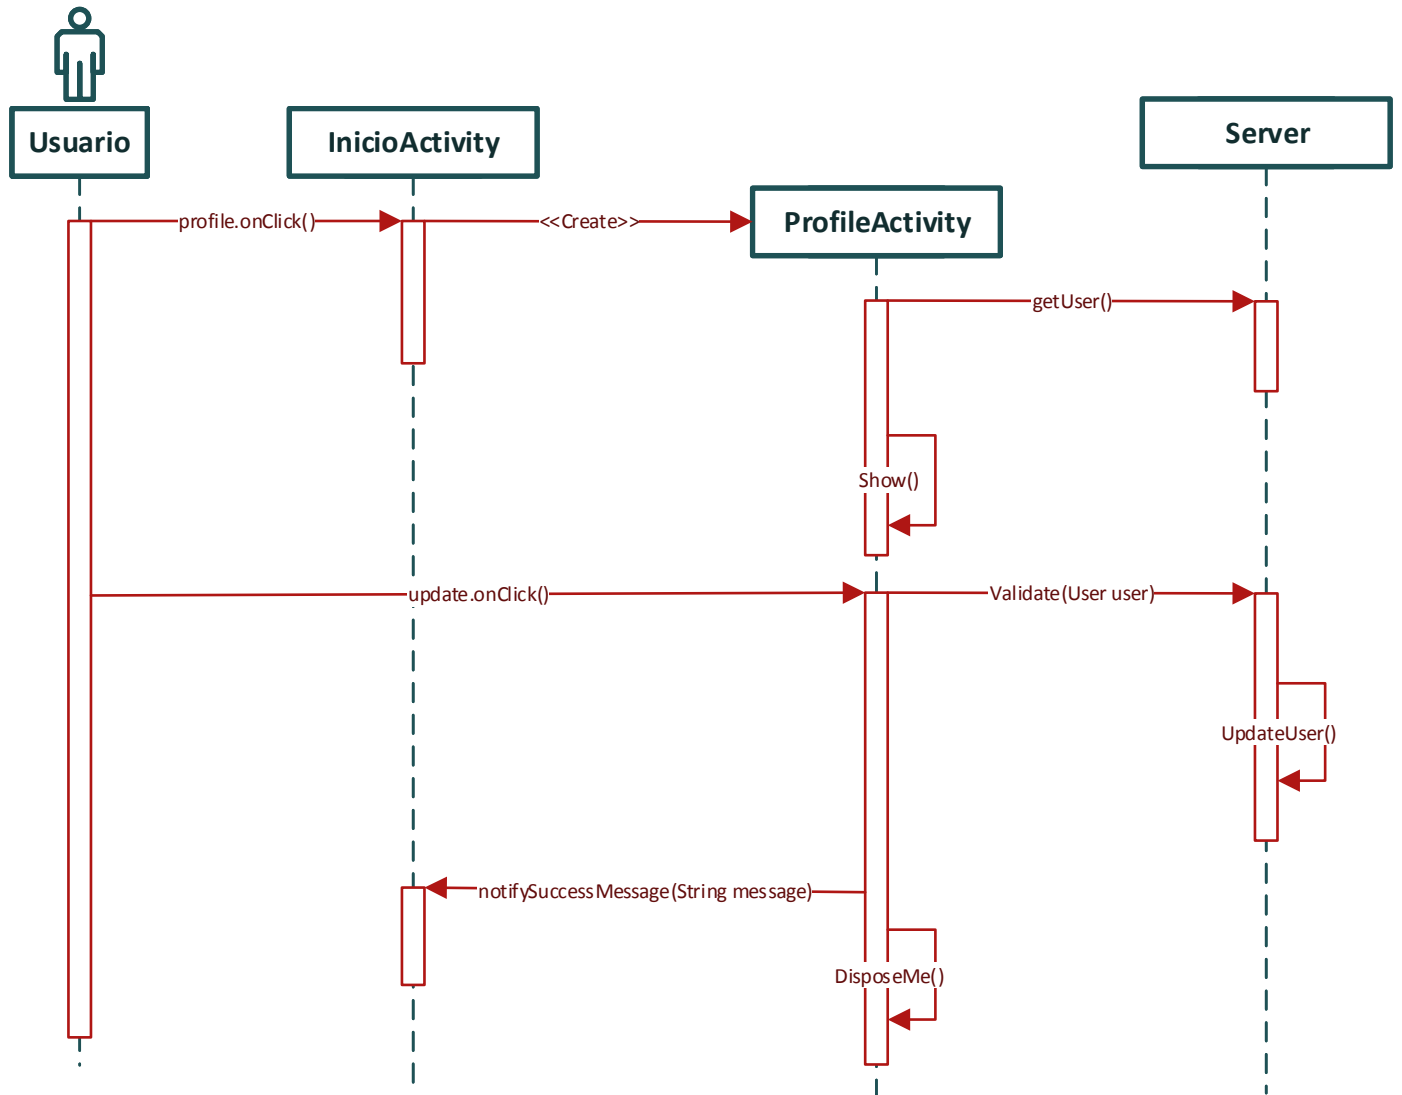 Usuario
InicioActivity
Server
ProfileActivity
profile.onClick()
<<Create>>
getUser()
Show()
update.onClick()
Validate(User user)
UpdateUser()
notifySuccessMessage(String message)
DisposeMe()